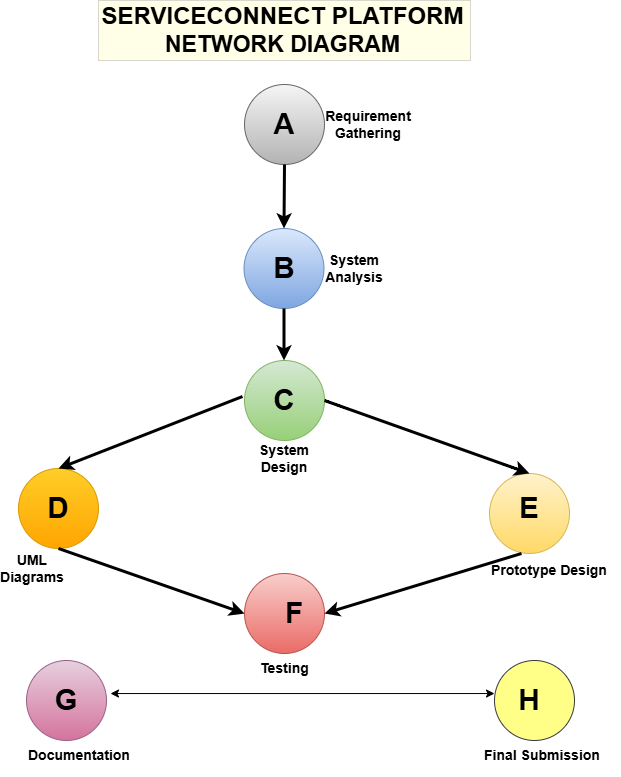 SERVICECONNECT PLATFORM
NETWORK DIAGRAM
A
Requirement
Gathering
B
System
Analysis
C
System
Design
D
UML
Diagrams
E
Prototype Design
F
Testing
G
Documentation
H
Final Submission